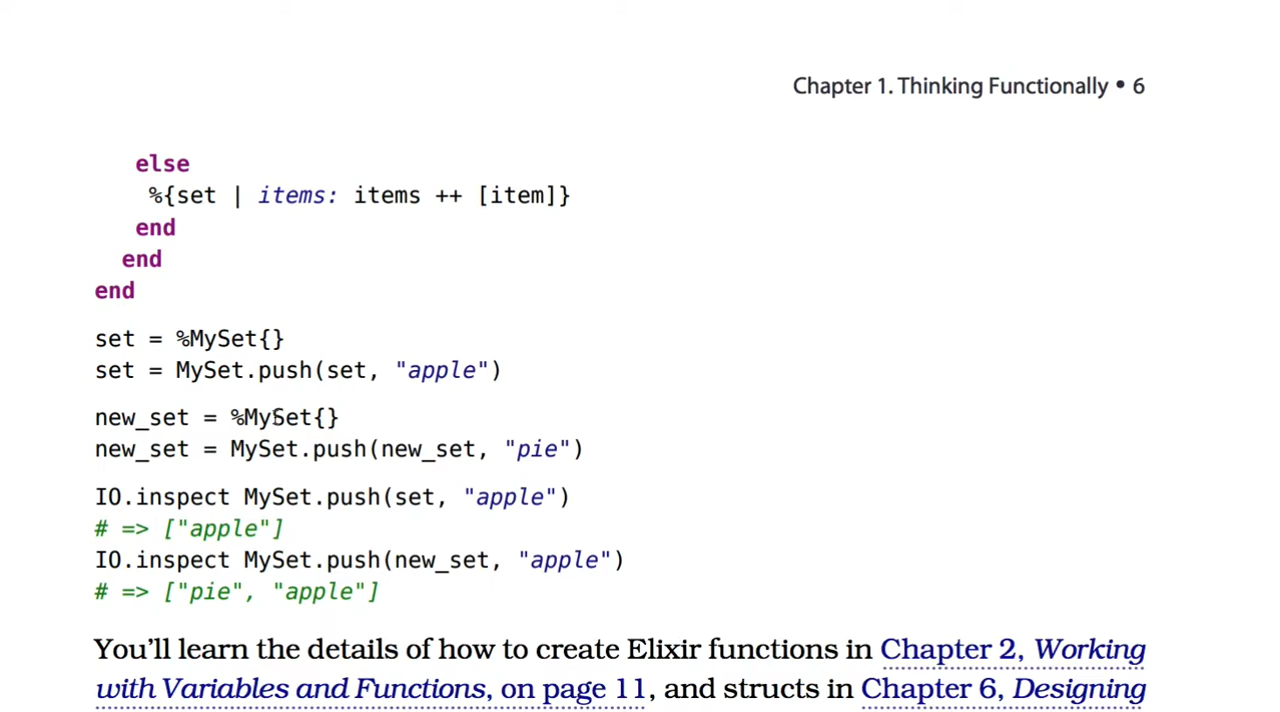 Chapter 1. Thinking Functionally • 6
else
%{set | items: items ++ [item]}
end
end
end
set = %MySet{}
set = MySet.push(set, "apple")
new_set = %MySet{}
new_set = MySet.push(new_set, "pie")
IO.inspect MySet.push(set, "apple")
# => ["apple"]
IO.inspect MySet.push(new_set, "apple")
# => ["pie", "apple"]
You’ll learn the details of how to create Elixir functions in Chapter 2, Working
with Variables and Functions, on page 11, and structs in Chapter 6, Designing